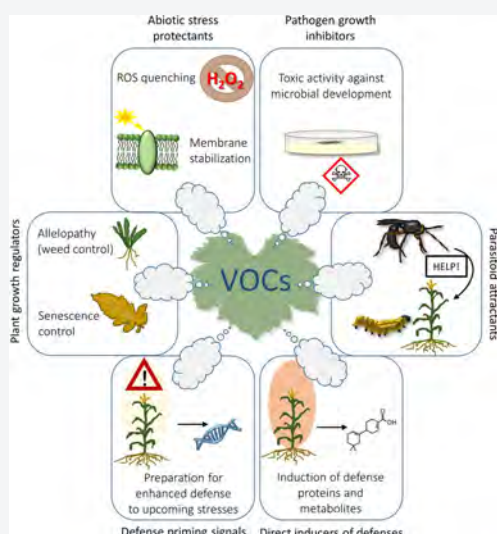 Abiotic stress
protectants
Pathogen growth
inhibitors
ROS quenching
H2O2
Membrane
stabilization
Toxic activity against
microbial development
Plant growth regulators
Allelopathy
(weed control)
Senescence
control
VOCs
HELP!
Parasitoid attractants
!
Preparation for
enhanced defense
to upcoming stresses
OH
Induction of defense
proteins and
metabolites
Defense priming signals
Direct inducers of defenses